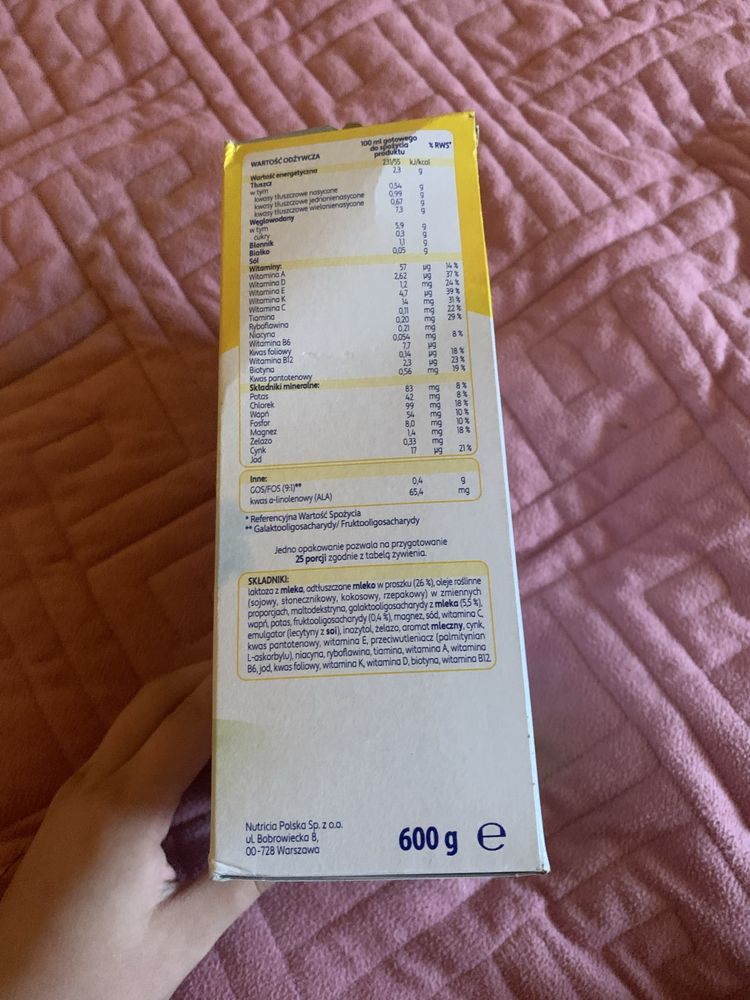 WARTOŚĆ ODŻYWCZA 100 ml gotowego do spożycia produktu % RWS*
Wartość energetyczna 231/55 kJ/kcal
Tłuszcz 2,3 g
w tym
kwasy tłuszczowe nasycone 0,54 g
kwasy tłuszczowe jednonienasycone 0,99 g
kwasy tłuszczowe wielonienasycone 0,67 g
Węglowodany 7,3 g
w tym
cukry 5,9 g
Błonnik 0,3 g
Białko 1,1 g
Sól 0,05 g
Witaminy:
Witamina A 57 µg 14 %
Witamina D 2,62 µg 37 %
Witamina E 1,2 mg 24 %
Witamina K 4,7 µg 39 %
Witamina C 14 mg 31 %
Tiamina 0,11 mg 22 %
Ryboflawina 0,20 mg 29 %
Niacyna 0,21 mg
Witamina B6 0,054 mg 8 %
Kwas foliowy 7,7 µg
Witamina B12 0,14 µg 18 %
Biotyna 2,3 µg 23 %
Kwas pantotenowy 0,56 mg 19 %
Składniki mineralne:
Potas 83 mg 8 %
Chlorek 42 mg 8 %
Wapń 99 mg 18 %
Fosfor 54 mg 10 %
Magnez 8,0 mg 10 %
Żelazo 1,4 mg 18 %
Cynk 0,33 mg
Jod 17 µg 21 %
Inne:
GOS/FOS (9:1)** 0,4 g
kwas α-linolenowy (ALA) 65,4 mg
* Referencyjna Wartość Spożycia
** Galaktooligosacharydy/ Fruktooligosacharydy
Jedno opakowanie pozwala na przygotowanie
25 porcji zgodnie z tabelą żywienia.
SKŁADNIKI:
laktoza z mleka, odtłuszczone mleko w proszku (26 %), oleje roślinne
(sojowy, słonecznikowy, kokosowy, rzepakowy) w zmiennych
proporcjach, maltodekstryna, galaktooligosacharydy z mleka (5,5 %),
wapń, potas, fruktooligosacharydy (0,4 %), magnez, sód, witamina C,
emulgator (lecytyny z soi), inozytol, żelazo, aromat mleczny, cynk,
kwas pantotenowy, witamina E, przeciwutleniacz (palmitynian
L-askorbylu), niacyna, ryboflawina, tiamina, witamina A, witamina
B6, jod, kwas foliowy, witamina K, witamina D, biotyna, witamina B12.
Nutricia Polska Sp. z o.o.
ul. Bobrowiecka 8,
00-728 Warszawa
600 g e